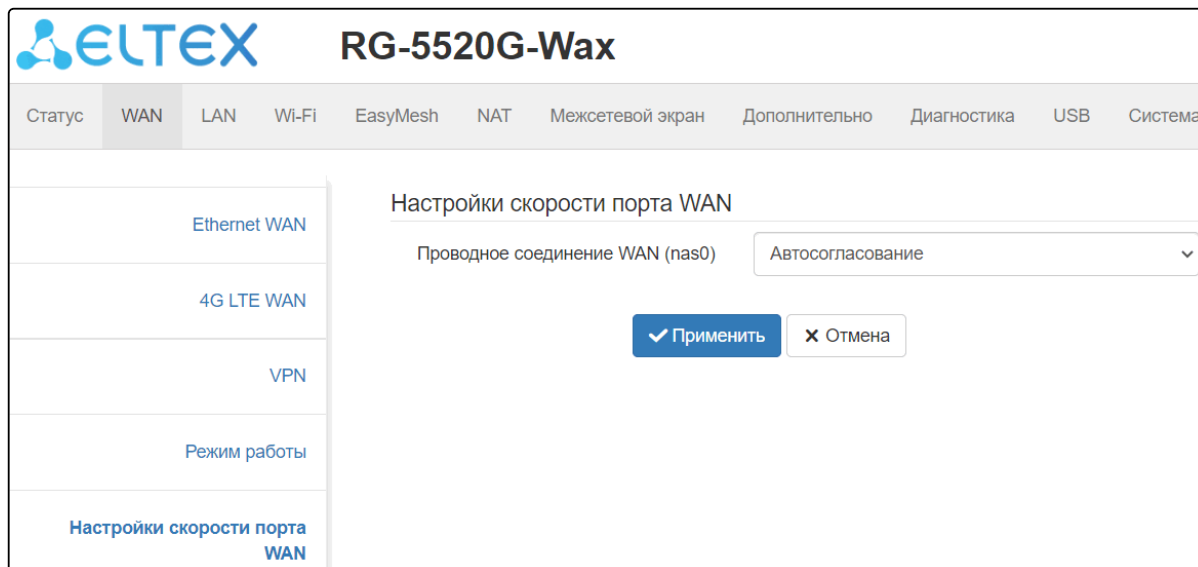 ELTEX RG-5520G-Wax
Статус WAN LAN Wi-Fi EasyMesh NAT Межсетевой экран Дополнительно Диагностика USB Система
Ethernet WAN
4G LTE WAN
VPN
Режим работы
Настройки скорости порта
WAN
Настройки скорости порта WAN
Проводное соединение WAN (nas0) Автосогласование
Применить Отмена